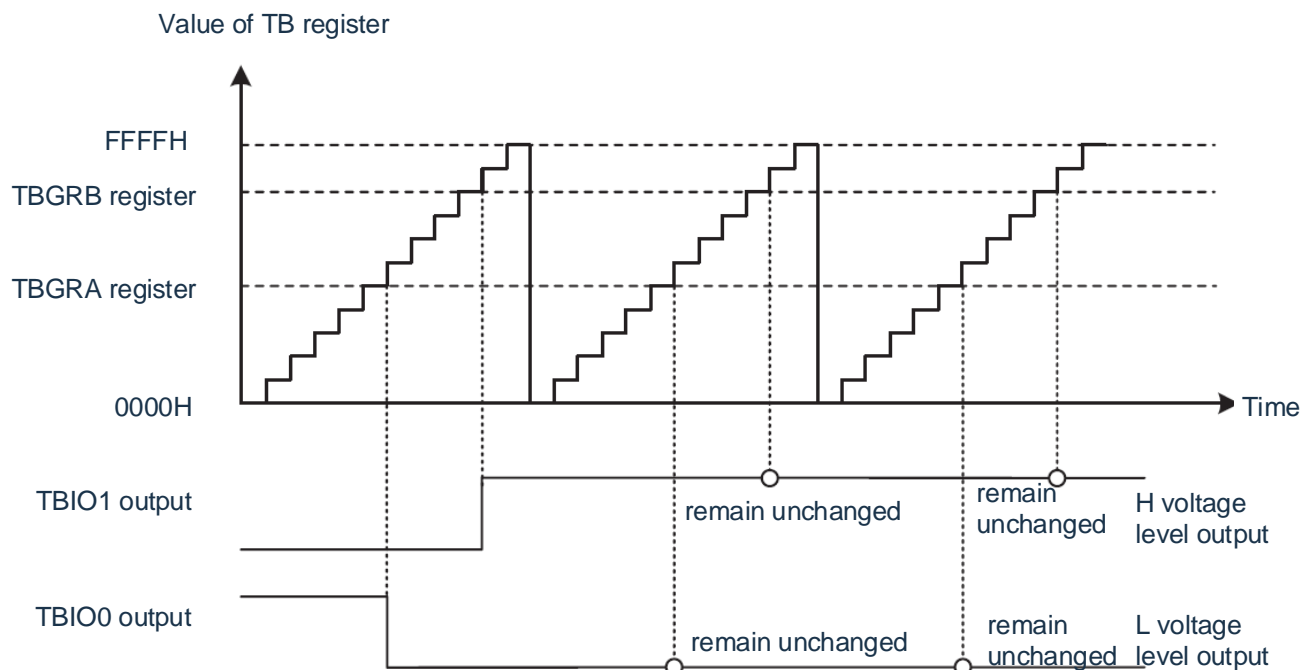 Value of TB register
FFFFH
TBGRB register
TBGRA register
0000H
Time
TBIO1 output
remain unchanged
remain
unchanged
H voltage
level output
TBIO0 output
remain unchanged
remain
unchanged
L voltage
level output